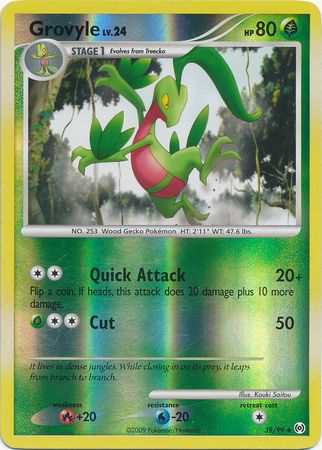 Grovyle LV.24 HP 80
STAGE 1 Evolves from Treecko
NO. 253 Wood Gecko Pokémon HT: 2'11" WT: 47.6 lbs.
Quick Attack 20+
Flip a coin. If heads, this attack does 20 damage plus 10 more
damage.
Cut 50
It lives in dense jungles. While closing in on its prey, it leaps
from branch to branch.
Illus. Kouki Saitou
weakness resistance retreat cost
+20 -20
©2009 Pokémon/Nintendo 39/99